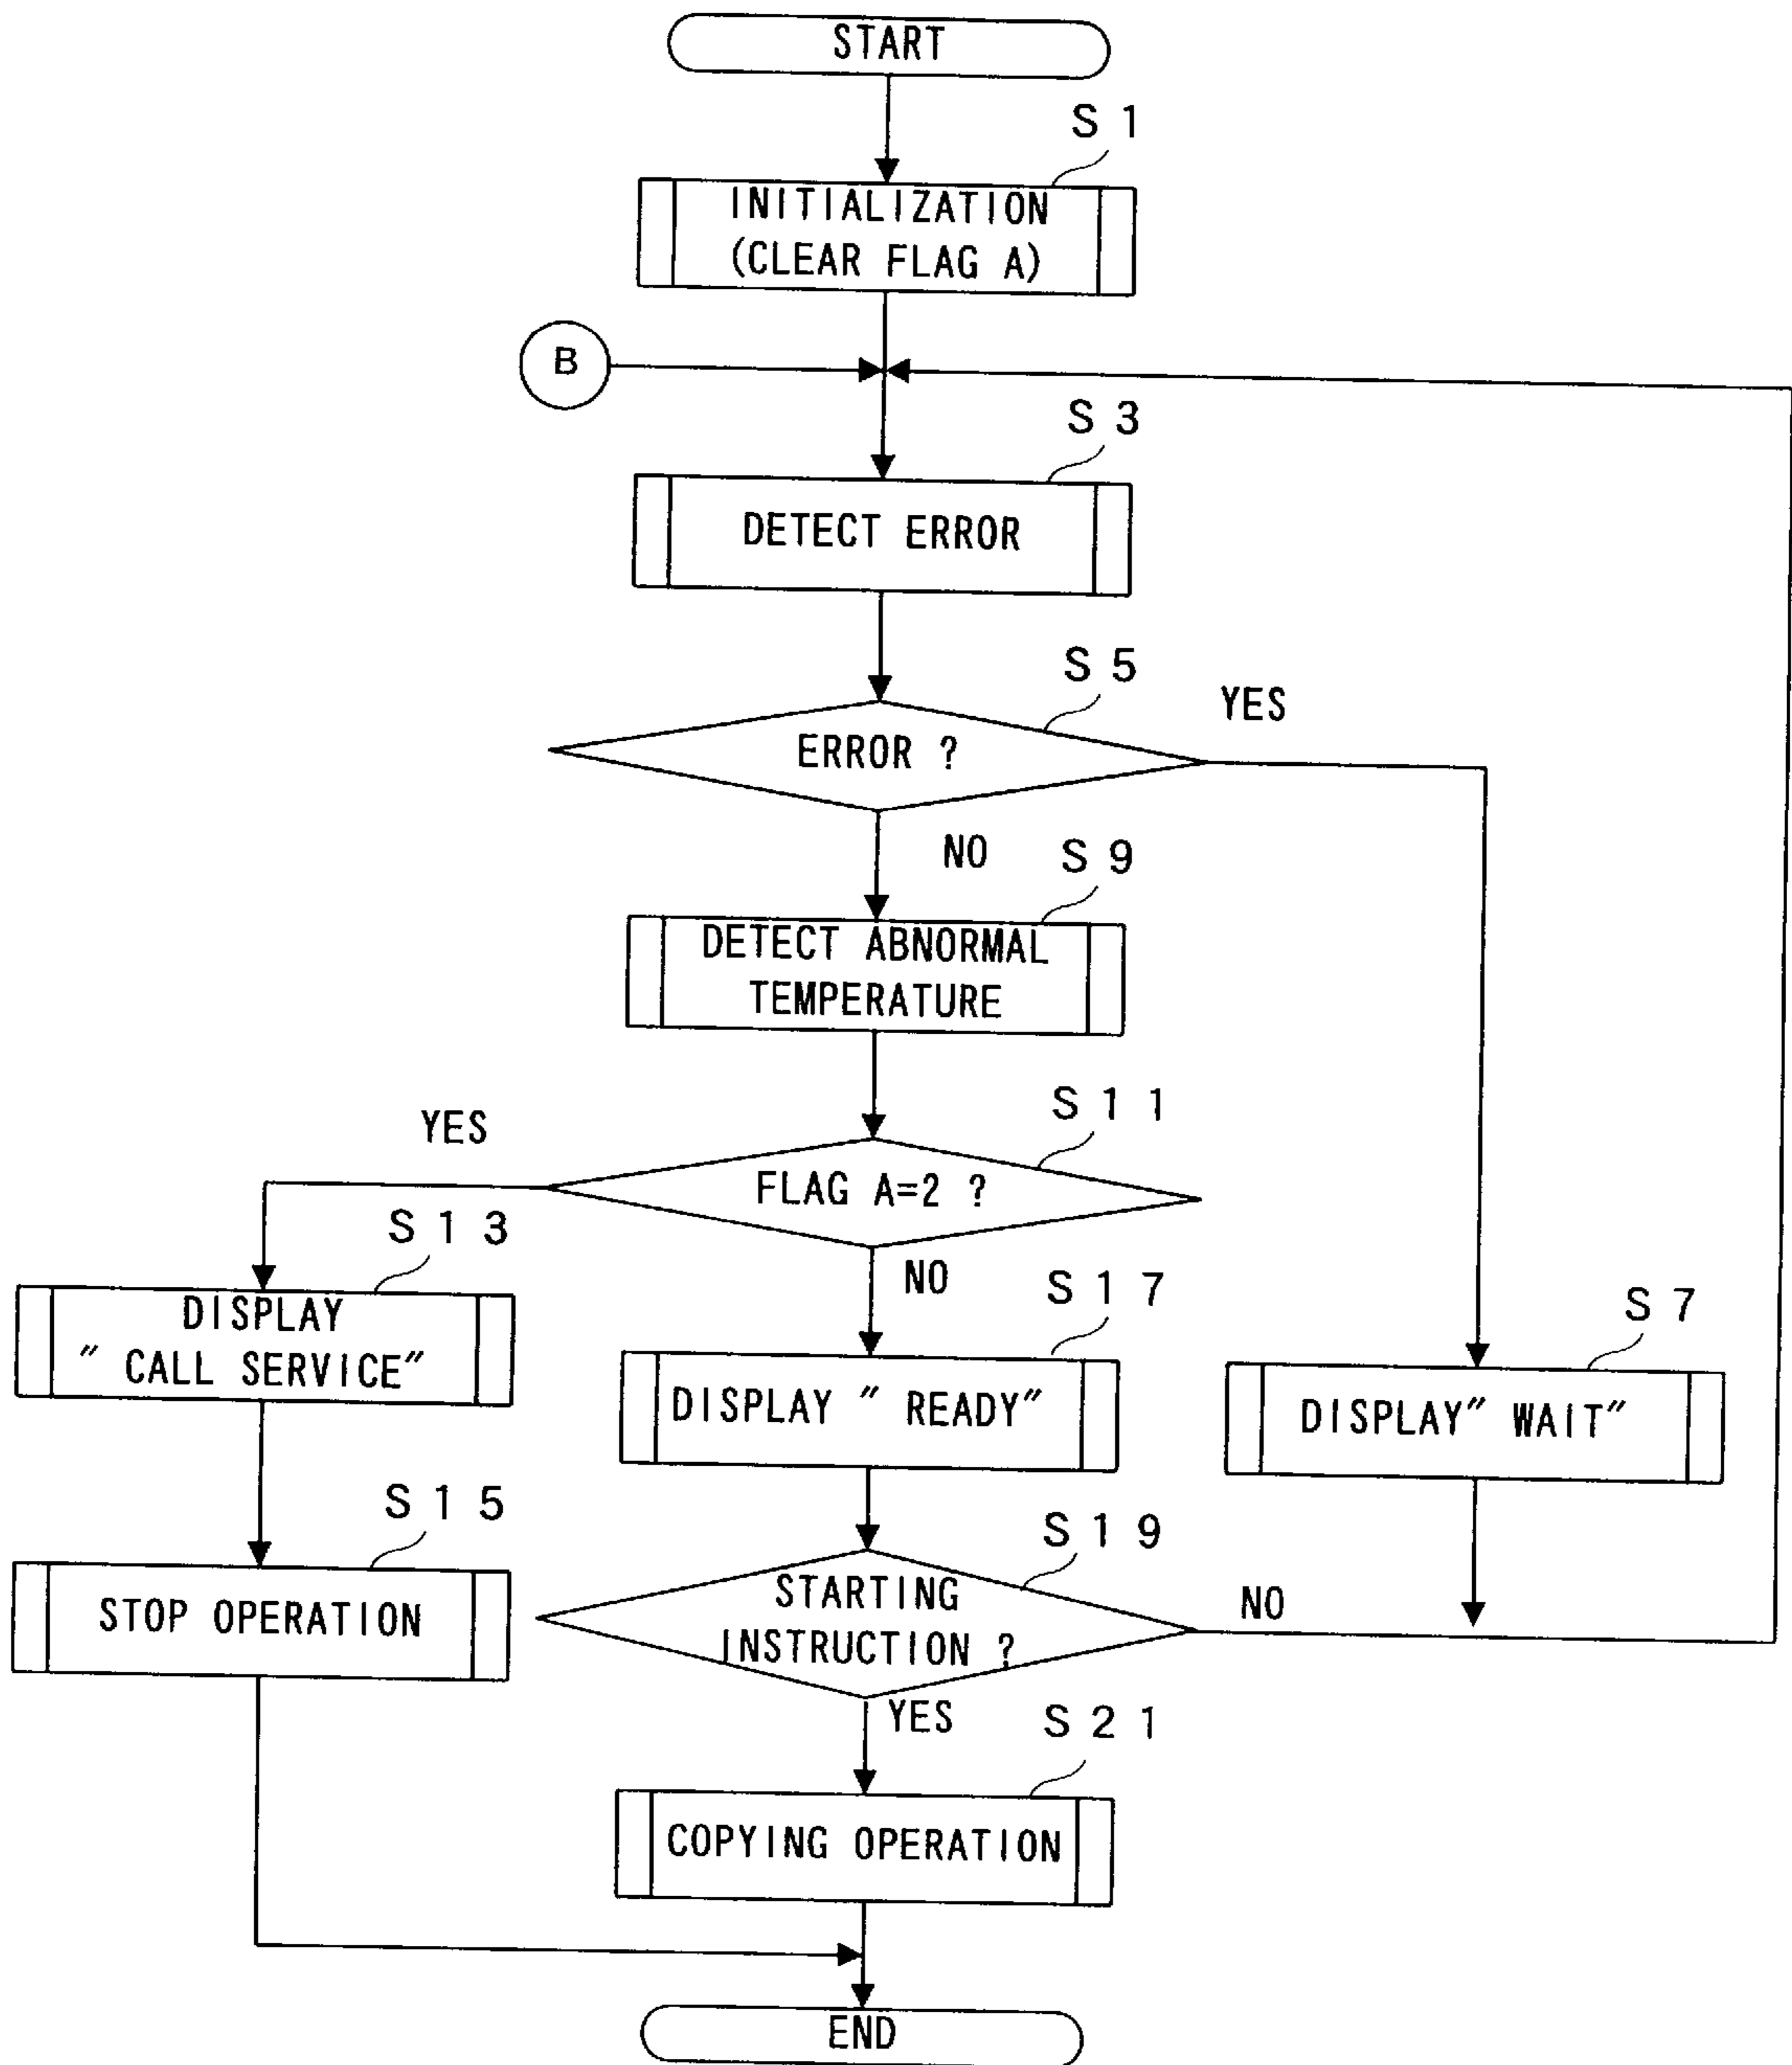 START
S 1
INITIALIZATION
(CLEAR FLAG A)
B
S 3
DETECT ERROR
S 5
YES
ERROR ?
NO
S 9
DETECT ABNORMAL
TEMPERATURE
S 1 1
YES
FLAG A=2 ?
S 1 3
NO
S 1 7
S 7
DISPLAY
" CALL SERVICE"
DISPLAY " READY"
DISPLAY" WAIT"
S 1 5
S 1 9
STOP OPERATION
STARTING
INSTRUCTION ?
NO
YES
S 2 1
COPYING OPERATION
END